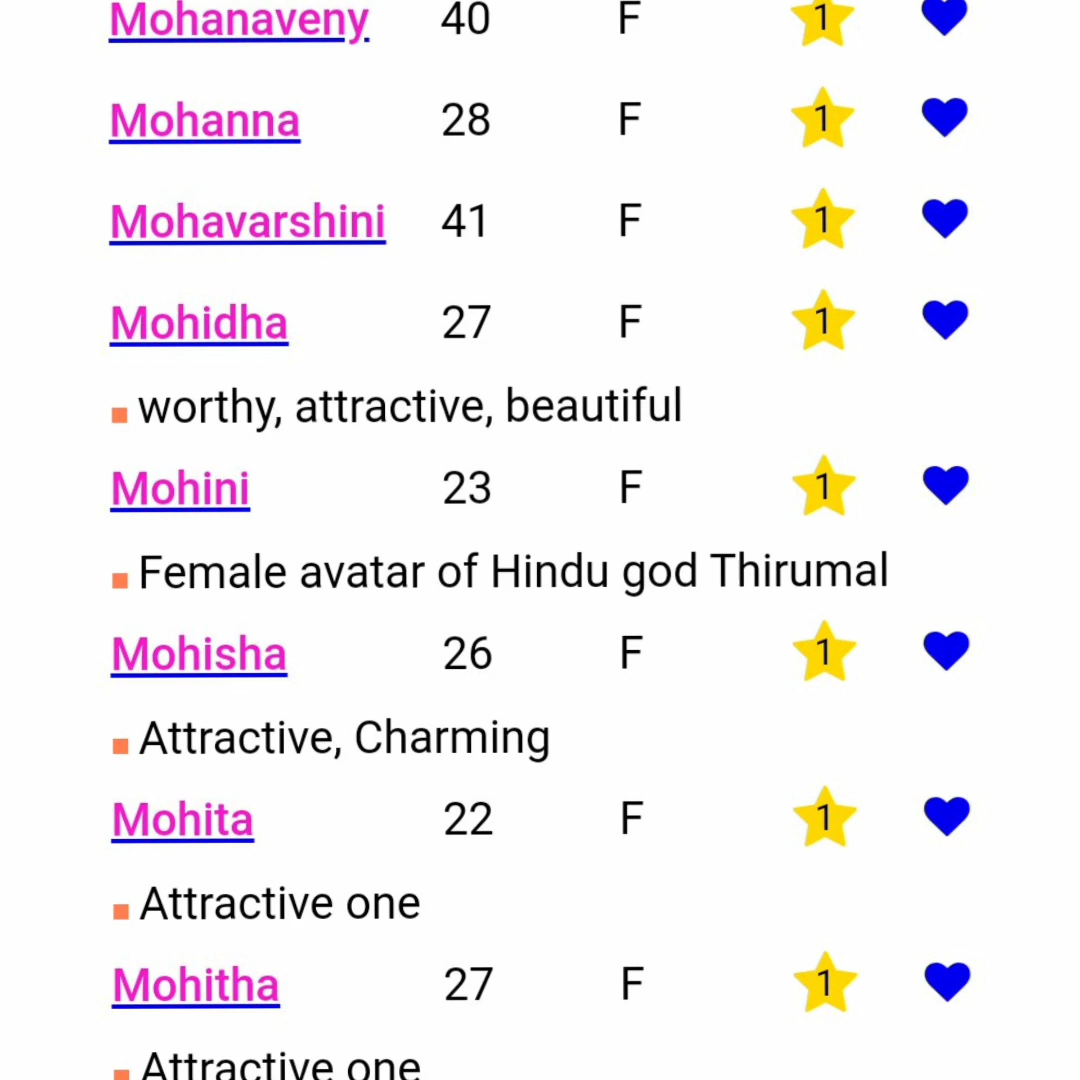 Mohanaveny 40 F 1
Mohanna 28 F 1
Mohavarshini 41 F 1
Mohidha 27 F 1
worthy, attractive, beautiful
Mohini 23 F 1
Female avatar of Hindu god Thirumal
Mohisha 26 F 1
Attractive, Charming
Mohita 22 F 1
Attractive one
Mohitha 27 F 1
Attractive one